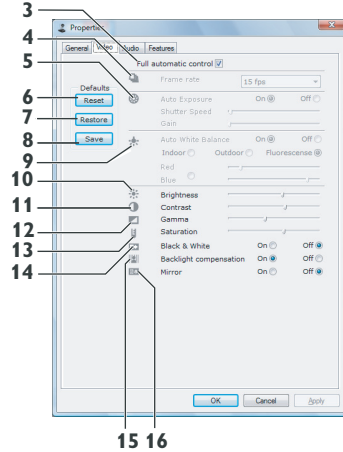 3
Properties
4
General Video Audio Features
Full automatic control
5
Frame rate 15 fps
Defaults
6
Reset
Auto Exposure On Off
Shutter Speed
7
Restore
Gain
8
Save
Auto White Balance On Off
9
Indoor Outdoor Fluorescense
Red
Blue
10
Brightness
11
Contrast
12
Gamma
13
Saturation
14
Black & White On Off
Backlight compensation On Off
Mirror On Off
OK Cancel Apply
15 16